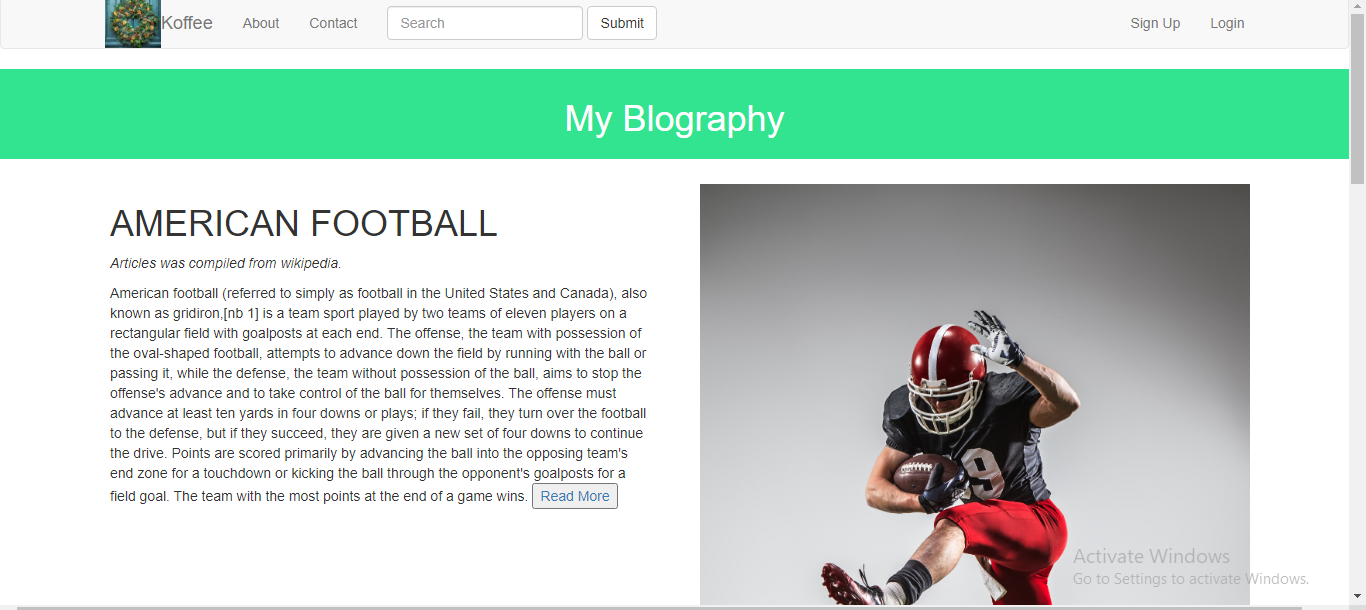 Koffee About Contact Search Submit Sign Up Login
My Blography
AMERICAN FOOTBALL
Articles was compiled from wikipedia.
American football (referred to simply as football in the United States and Canada), also
known as gridiron,[nb 1] is a team sport played by two teams of eleven players on a
rectangular field with goalposts at each end. The offense, the team with possession of
the oval-shaped football, attempts to advance down the field by running with the ball or
passing it, while the defense, the team without possession of the ball, aims to stop the
offense's advance and to take control of the ball for themselves. The offense must
advance at least ten yards in four downs or plays; if they fail, they turn over the football
to the defense, but if they succeed, they are given a new set of four downs to continue
the drive. Points are scored primarily by advancing the ball into the opposing team's
end zone for a touchdown or kicking the ball through the opponent's goalposts for a
field goal. The team with the most points at the end of a game wins. Read More
9
Activate Windows
Go to Settings to activate Windows.